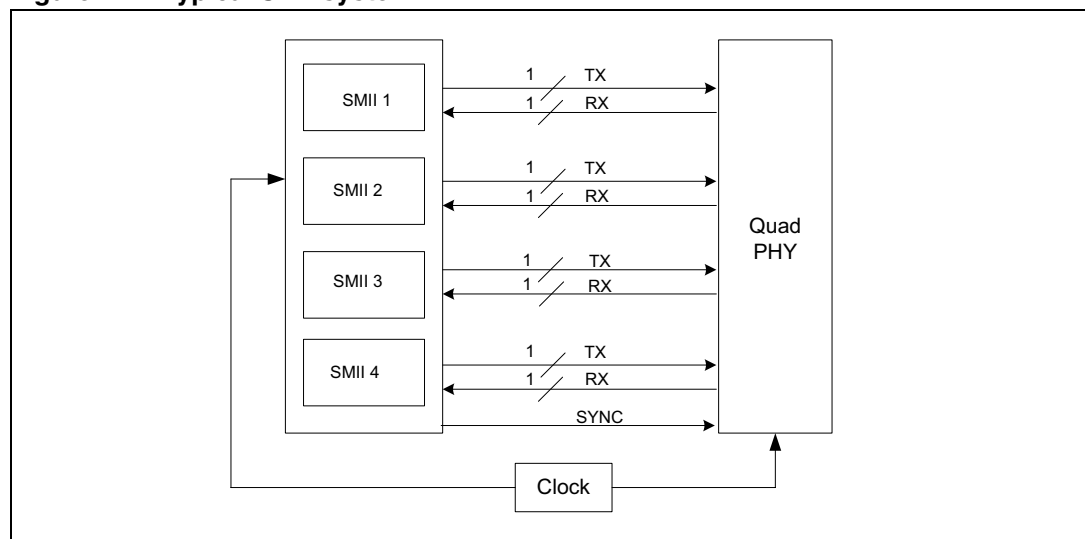 SMII 1
1 TX
1 RX
SMII 2
1 TX
1 RX
Quad
PHY
SMII 3
1 TX
1 RX
SMII 4
1 TX
1 RX
SYNC
Clock